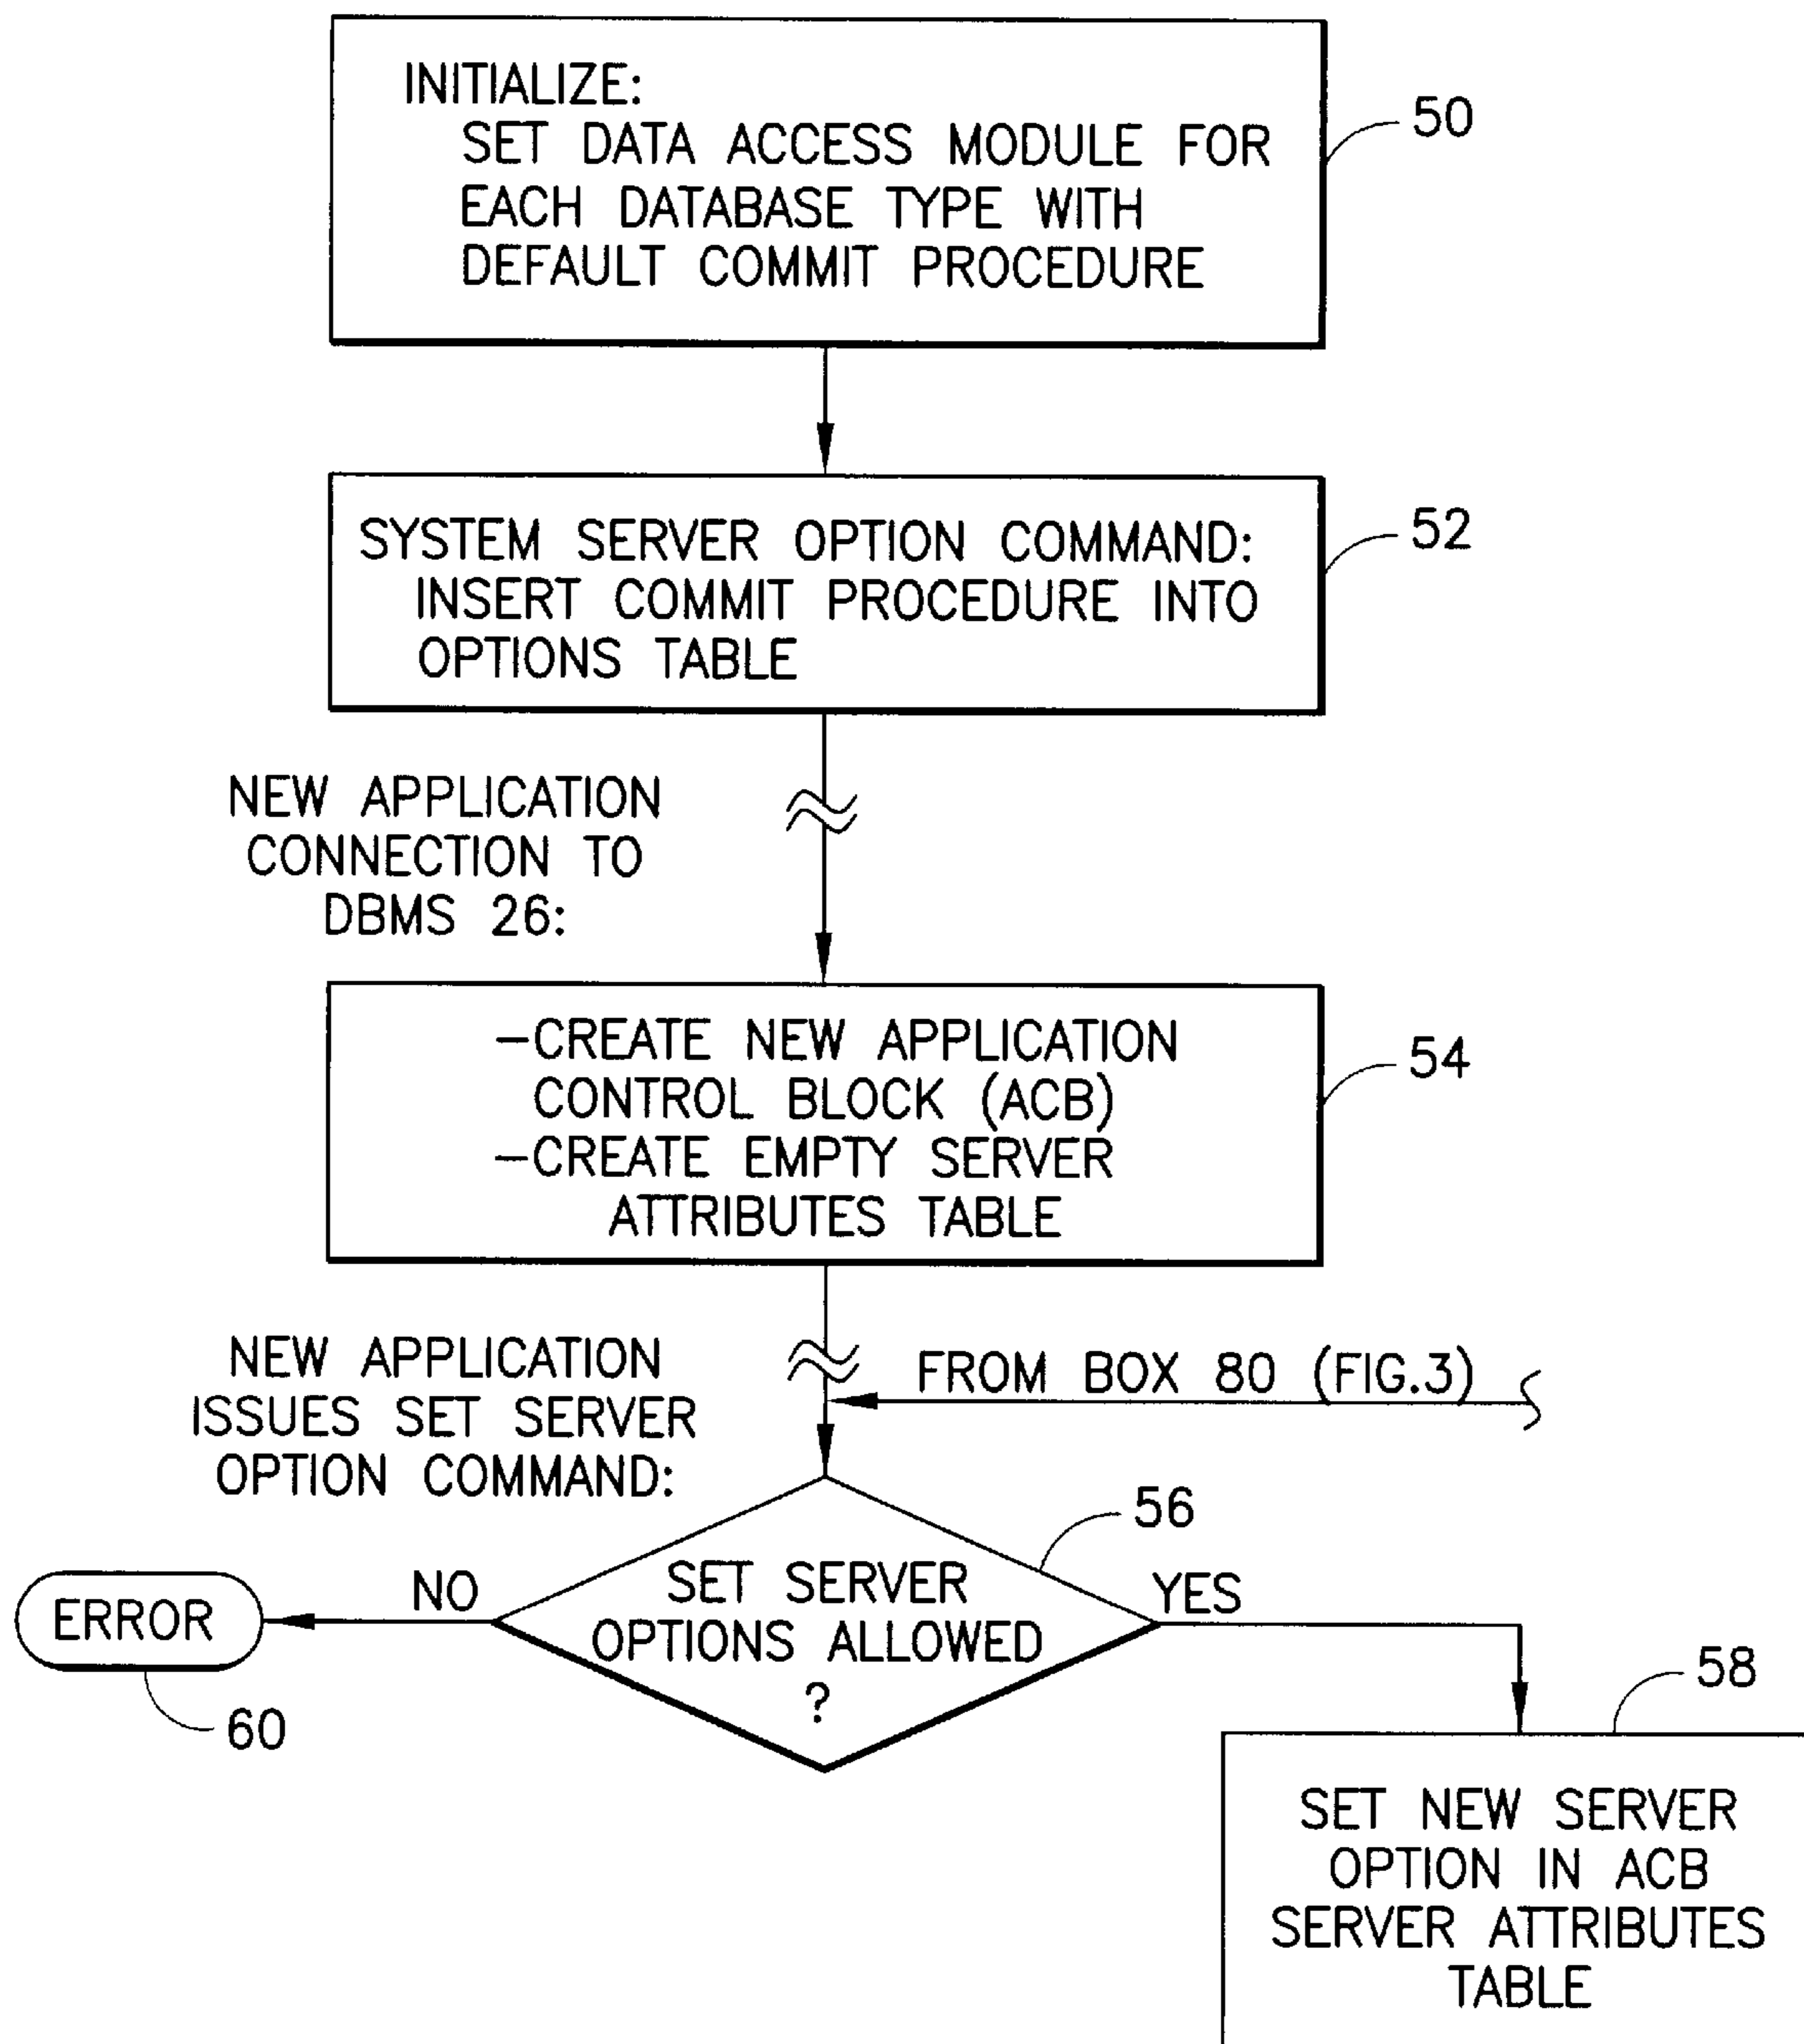 INITIALIZE:
SET DATA ACCESS MODULE FOR
EACH DATABASE TYPE WITH
DEFAULT COMMIT PROCEDURE
50
SYSTEM SERVER OPTION COMMAND:
INSERT COMMIT PROCEDURE INTO
OPTIONS TABLE
52
NEW APPLICATION
CONNECTION TO
DBMS 26:
-CREATE NEW APPLICATION
CONTROL BLOCK (ACB)
-CREATE EMPTY SERVER
ATTRIBUTES TABLE
54
NEW APPLICATION
ISSUES SET SERVER
OPTION COMMAND:
FROM BOX 80 (FIG.3)
56
SET SERVER
OPTIONS ALLOWED
?
NO
YES
ERROR
60
58
SET NEW SERVER
OPTION IN ACB
SERVER ATTRIBUTES
TABLE